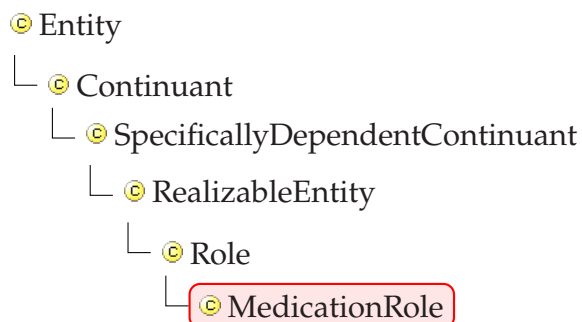 Entity
Continuant
SpecificallyDependentContinuant
RealizableEntity
Role
MedicationRole